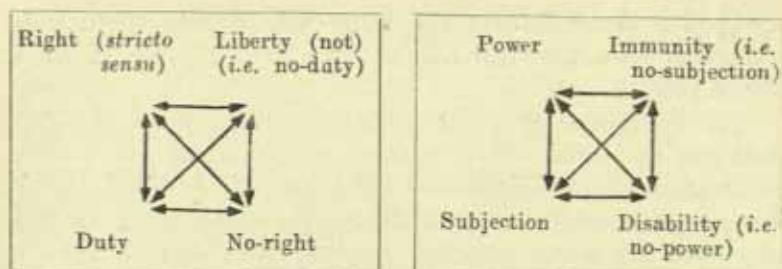 Right (stricto sensu)
Liberty (not)
(i.e. no-duty)
Duty
No-right
Power
Immunity (i.e.
no-subjection)
Subjection
Disability (i.e.
no-power)